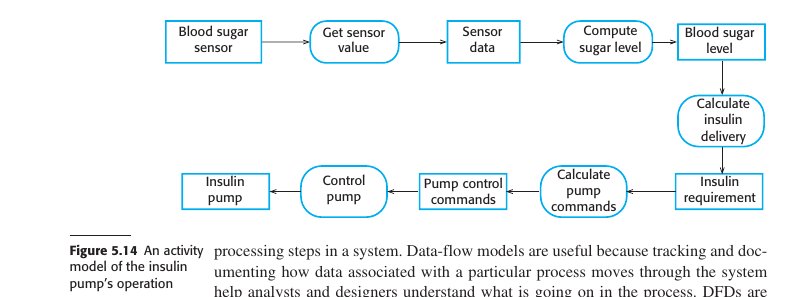 Blood sugar
sensor
Get sensor
value
Sensor
data
Compute
sugar level
Blood sugar
level
Calculate
insulin
delivery
Insulin
pump
Control
pump
Pump control
commands
Calculate
pump
commands
Insulin
requirement
Figure 5.14 An activity
model of the insulin
pump's operation
processing steps in a system. Data-flow models are useful because tracking and doc-
umenting how data associated with a particular process moves through the system
help analysts and designers understand what is going on in the process. DFDs are